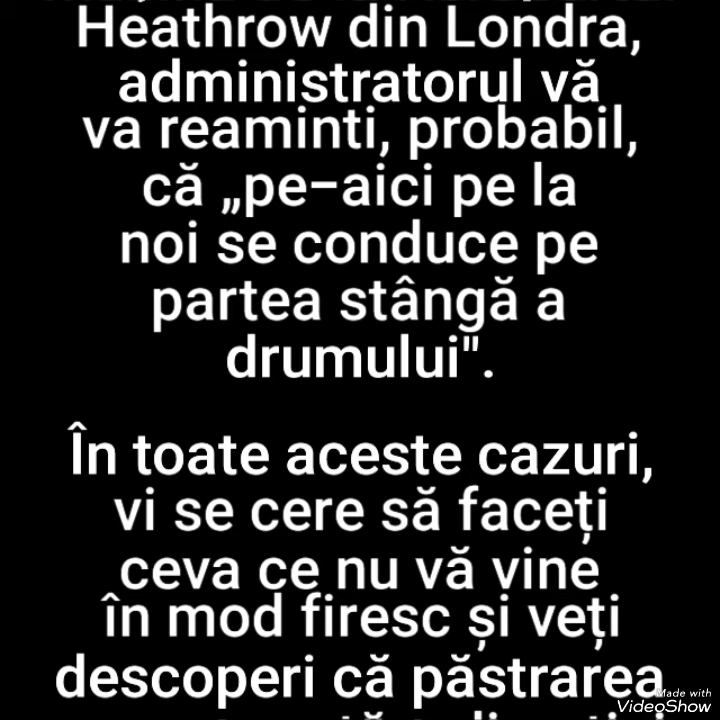 Heathrow din Londra,
administratorul vă
va reaminti, probabil,
că „pe-aici pe la
noi se conduce pe
partea stângă a
drumului".
În toate aceste cazuri,
vi se cere să faceți
ceva ce nu vă vine
în mod firesc și veți
descoperi că păstrarea
Made with
VideoShow